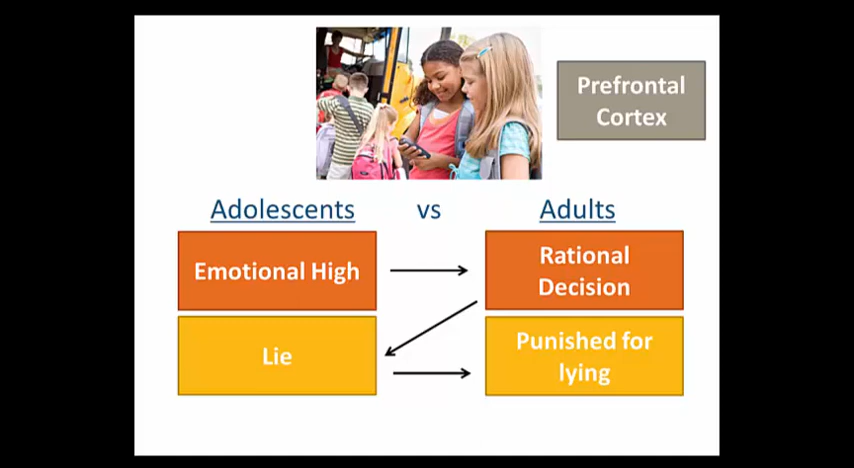 Prefrontal
Cortex
Adolescents vs Adults
Emotional High
Rational
Decision
Lie
Punished for
lying